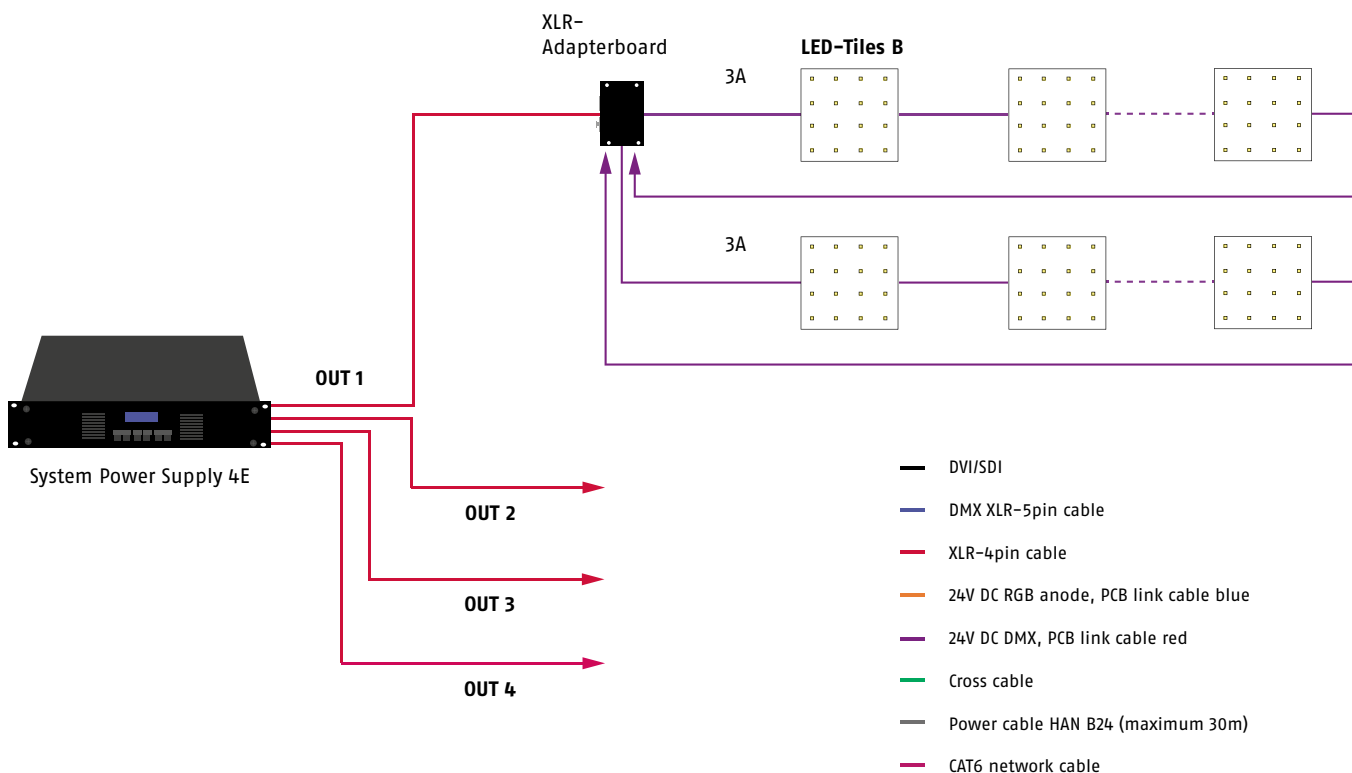 XLR-
Adapterboard
LED-Tiles B
3A
3A
OUT 1
System Power Supply 4E
OUT 2
OUT 3
OUT 4
DVI/SDI
DMX XLR-5pin cable
XLR-4pin cable
24V DC RGB anode, PCB link cable blue
24V DC DMX, PCB link cable red
Cross cable
Power cable HAN B24 (maximum 30m)
CAT6 network cable